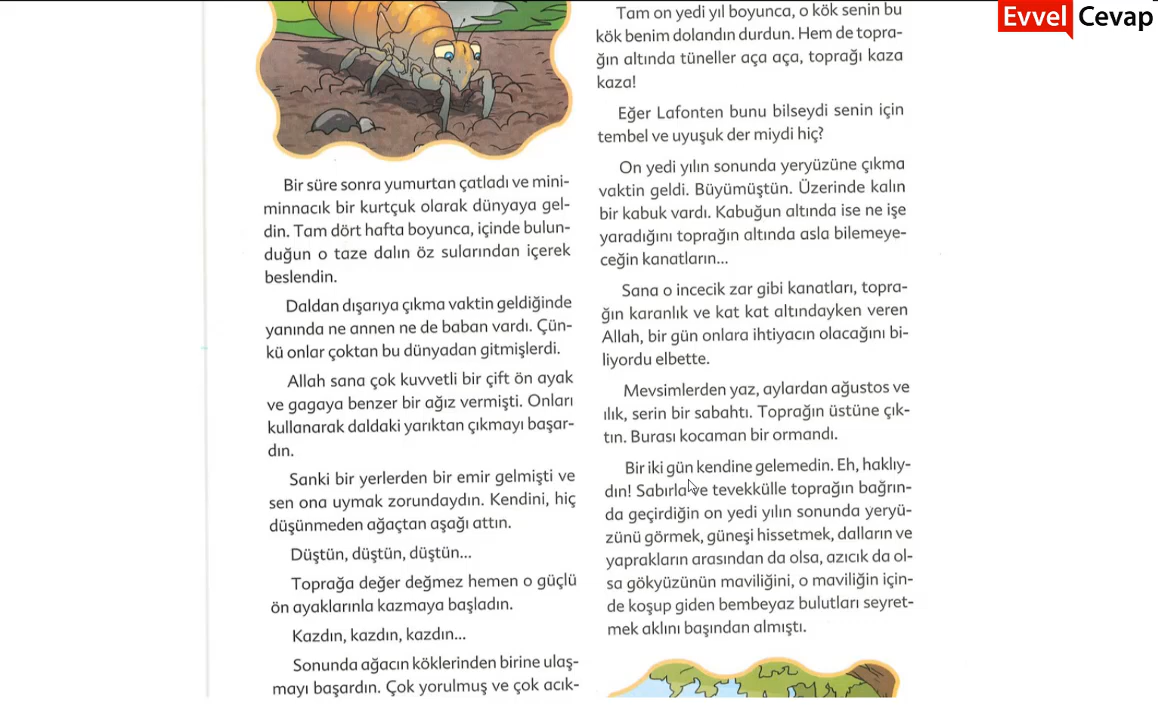 Evvel Cevap
Bir süre sonra yumurtan çatladı ve mini-
minnacık bir kurtçuk olarak dünyaya gel-
din. Tam dört hafta boyunca, içinde bulun-
duğun o taze dalın öz sularından içerek
beslendin.
Daldan dışarıya çıkma vaktin geldiğinde
yanında ne annen ne de baban vardı. Çün-
kü onlar çoktan bu dünyadan gitmişlerdi.
Allah sana çok kuvvetli bir çift ön ayak
ve gagaya benzer bir ağız vermişti. Onları
kullanarak daldaki yarıktan çıkmayı başar-
dın.
Sanki bir yerlerden bir emir gelmişti ve
sen ona uymak zorundaydın. Kendini, hiç
düşünmeden ağaçtan aşağı attın.
Düştün, düştün, düştün...
Toprağa değer değmez hemen o güçlü
ön ayaklarınla kazmaya başladın.
Kazdın, kazdın, kazdın...
Sonunda ağacın köklerinden birine ulaş-
mayı başardın. Çok yorulmuş ve çok acık-
Tam on yedi yıl boyunca, o kök senin bu
kök benim dolandın durdun. Hem de topra-
ğın altında tüneller aça aça, toprağı kaza
kaza!
Eğer Lafonten bunu bilseydi senin için
tembel ve uyuşuk der miydi hiç?
On yedi yılın sonunda yeryüzüne çıkma
vaktin geldi. Büyümüştün. Üzerinde kalın
bir kabuk vardı. Kabuğun altında ise ne işe
yaradığını toprağın altında asla bilemeye-
ceğin kanatların...
Sana o incecik zar gibi kanatları, topra-
ğın karanlık ve kat kat altındayken veren
Allah, bir gün onlara ihtiyacın olacağını bi-
liyordu elbette.
Mevsimlerden yaz, aylardan ağustos ve
ılık, serin bir sabahtı. Toprağın üstüne çık-
tın. Burası kocaman bir ormandı.
Bir iki gün kendine gelemedin. Eh, haklıy-
dın! Sabırla ve tevekkülle toprağın bağrın-
da geçirdiğin on yedi yılın sonunda yeryü-
zünü görmek, güneşi hissetmek, dalların ve
yaprakların arasından da olsa, azıcık da ol-
sa gökyüzünün maviliğini, o maviliğin için-
de koşup giden bembeyaz bulutları seyret-
mek aklını başından almıştı.